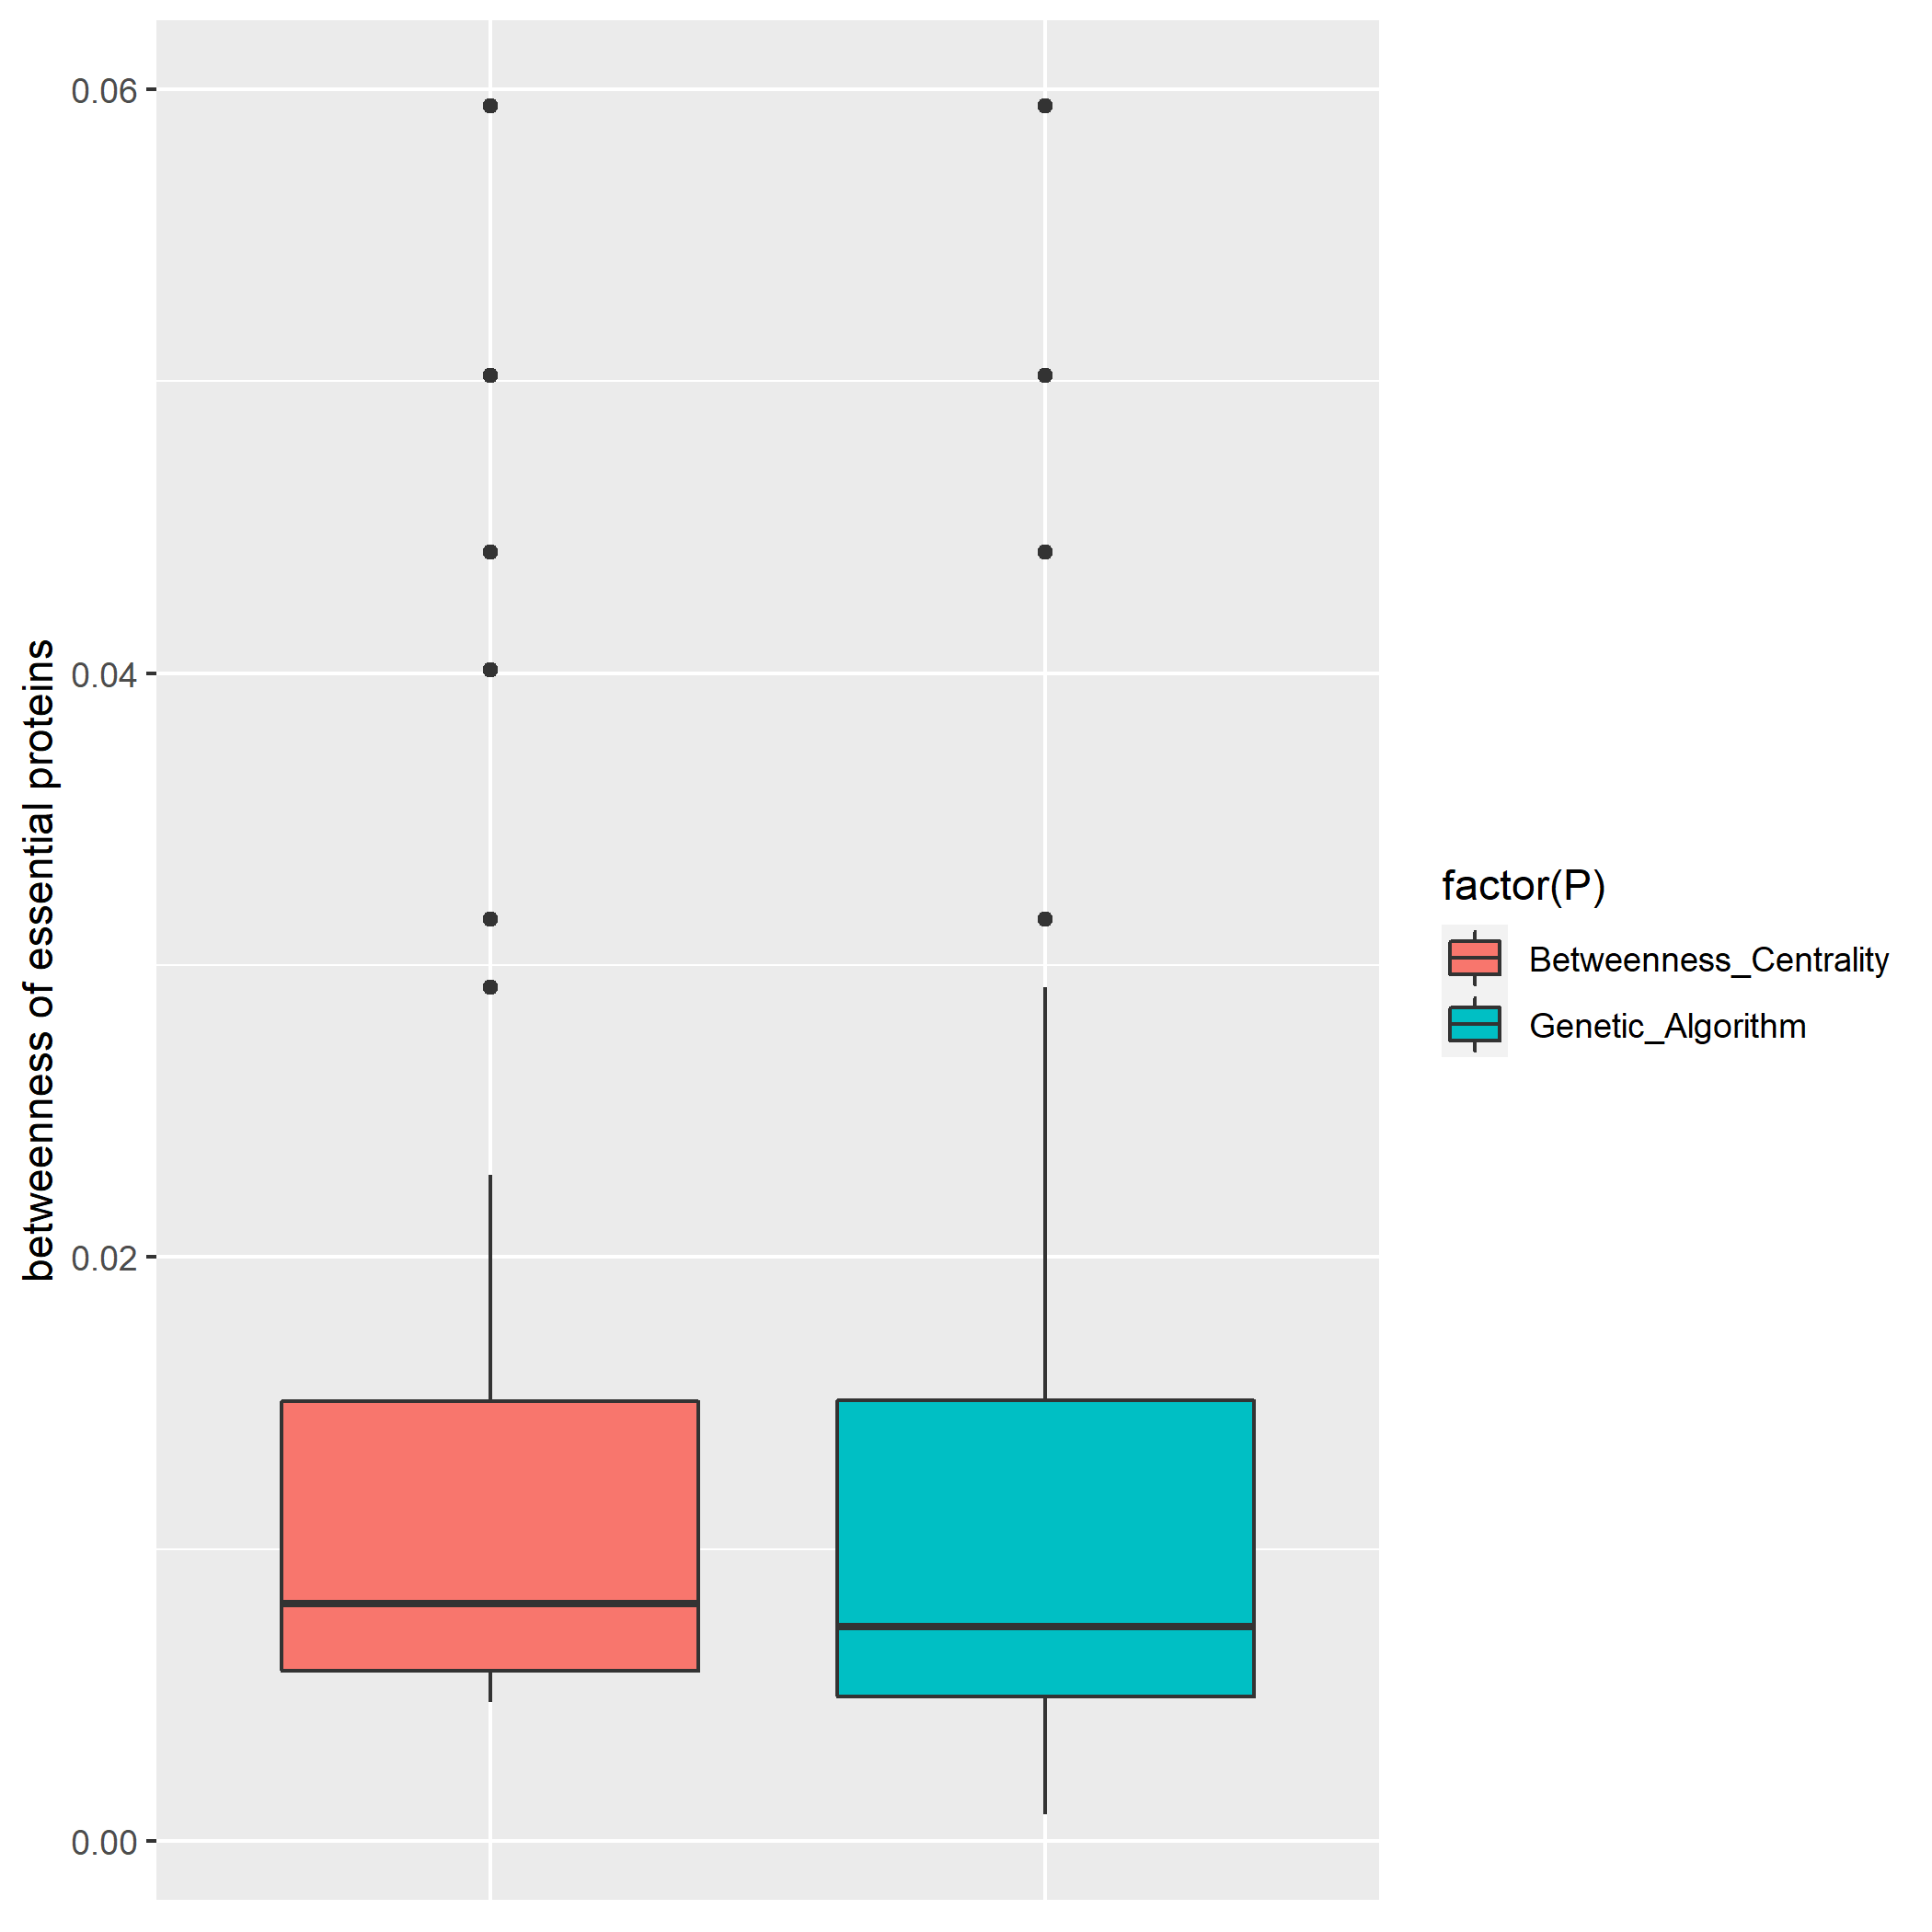 betweenness of essential proteins
0.06
0.04
0.02
0.00
factor(P)
Betweenness_Centrality
Genetic_Algorithm